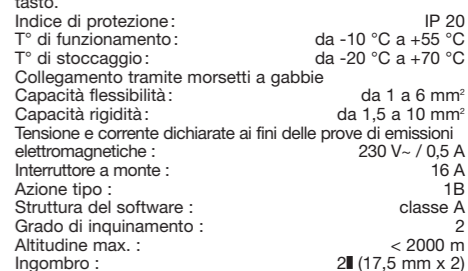 tasto.
Indice di protezione: IP 20
T° di funzionamento: da -10 °C a +55 °C
T° di stoccaggio: da -20 °C a +70 °C
Collegamento tramite morsetti a gabbie
Capacità flessibilità: da 1 a 6 mm²
Capacità rigidità: da 1,5 a 10 mm²
Tensione e corrente dichiarate ai fini delle prove di emissioni
elettromagnetiche : 230 V~ / 0,5 A
Interruttore a monte : 16 A
Azione tipo : 1B
Struttura del software : classe A
Grado di inquinamento : 2
Altitudine max. : < 2000 m
Ingombro : 2 (17,5 mm x 2)